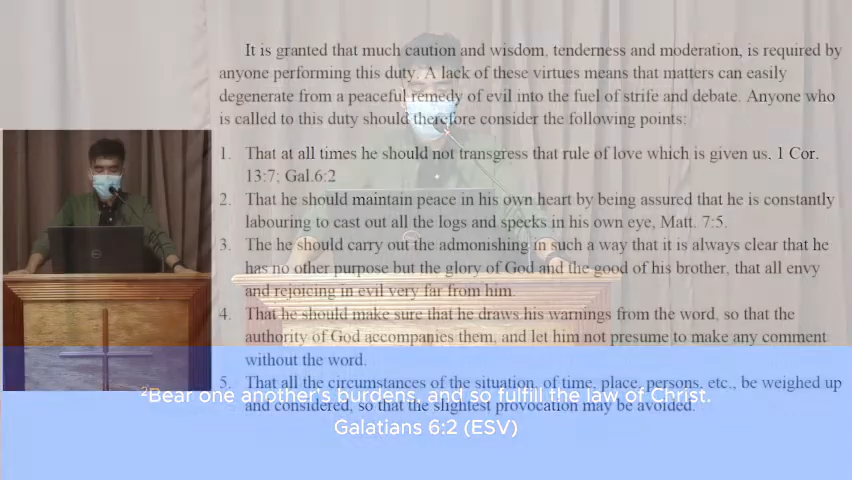 It is granted that much caution and wisdom, tenderness and moderation, is required by
anyone performing this duty. A lack of these virtues means that matters can easily
degenerate from a peaceful remedy of evil into the fuel of strife and debate. Anyone who
is called to this duty should therefore consider the following points:
1. That at all times he should not transgress that rule of love which is given us. 1 Cor.
13:7; Gal.6:2
2. That he should maintain peace in his own heart by being assured that he is constantly
labouring to cast out all the logs and specks in his own eye, Matt. 7:5.
3. The he should carry out the admonishing in such a way that it is always clear that he
has no other purpose but the glory of God and the good of his brother, that all envy
and rejoicing in evil very far from him.
4. That he should make sure that he draws his warnings from the word, so that the
authority of God accompanies them, and let him not presume to make any comment
without the word.
5. That all the circumstances of the situation, of time, place, persons, etc., be weighed up
and considered, so that the slightest provocation may be avoided.
²Bear one another's burdens, and so fulfill the law of Christ.
Galatians 6:2 (ESV)